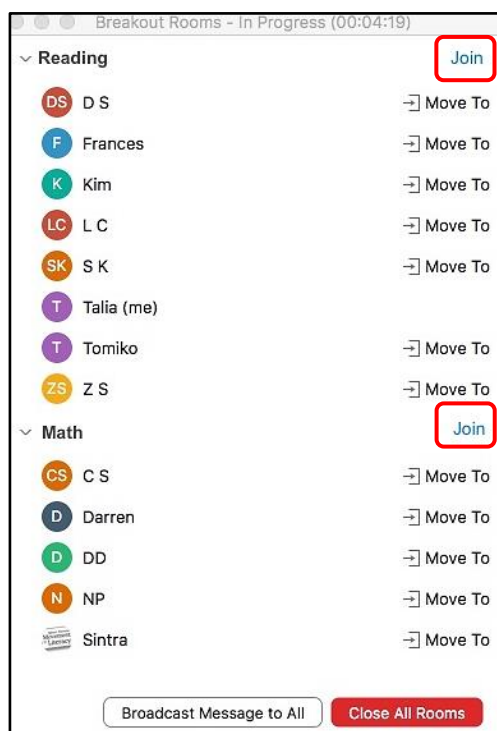 Breakout Rooms - In Progress (00:04:19)
Reading Join
DS D S Move To
F Frances Move To
K Kim Move To
LC L C Move To
SK S K Move To
T Talia (me)
T Tomiko Move To
ZS Z S Move To
Math Join
CS C S Move To
D Darren Move To
D DD Move To
N NP Move To
Sintra Move To
Broadcast Message to All Close All Rooms